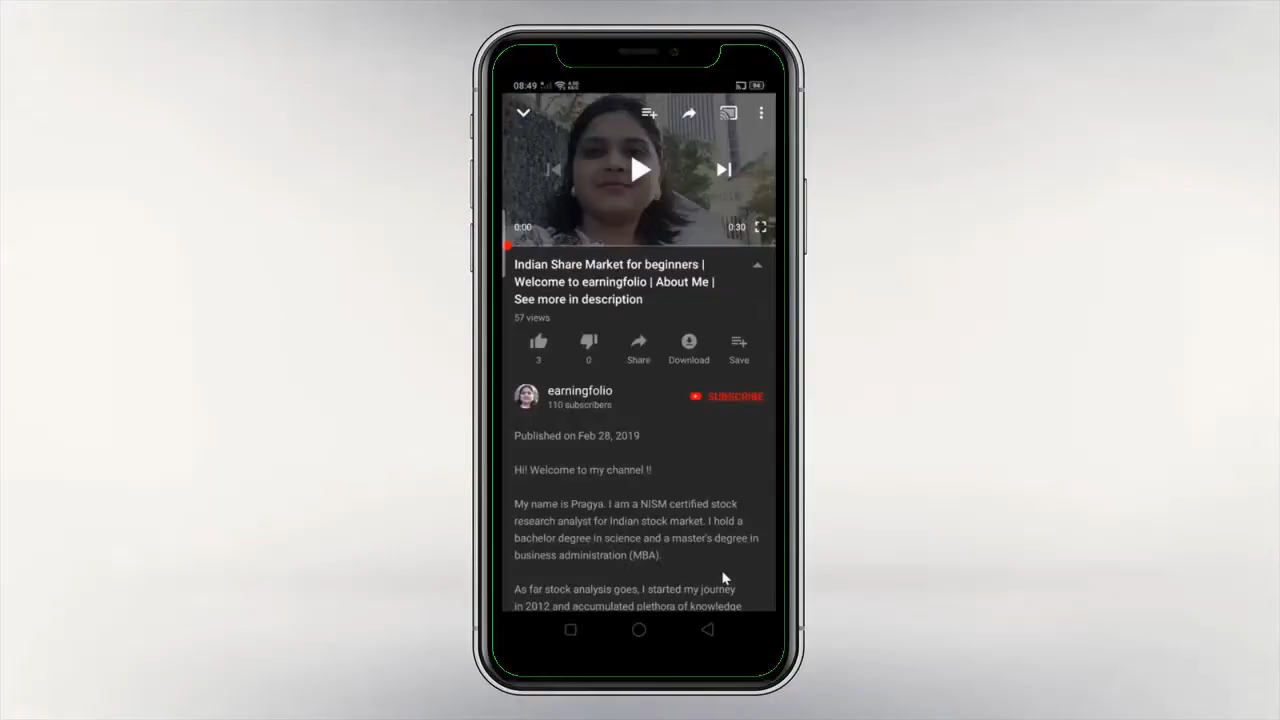 08:49
94
0:00
0:30
Indian Share Market for beginners |
Welcome to earningfolio | About Me |
See more in description
57 views
3
0
Share
Download
Save
earningfolio
110 subscribers
SUBSCRIBE
Published on Feb 28, 2019
Hi! Welcome to my channel !!
My name is Pragya. I am a NISM certified stock
research analyst for Indian stock market. I hold a
bachelor degree in science and a master's degree in
business administration (MBA).
As far stock analysis goes, I started my journey
in 2012 and accumulated plethora of knowledge